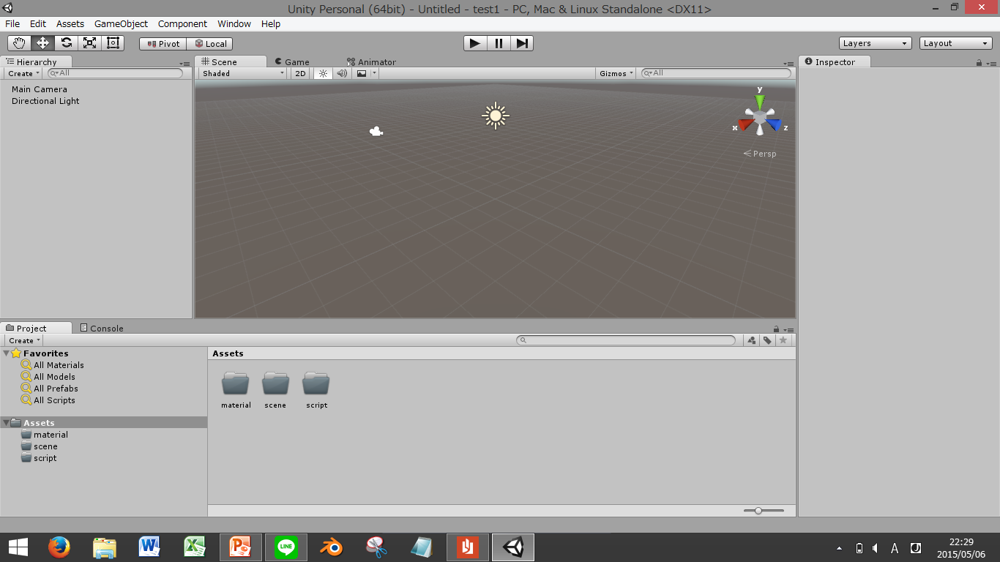 Unity Personal (64bit) - Untitled - test1 - PC, Mac & Linux Standalone <DX11>
File Edit Assets GameObject Component Window Help
Pivot Local Layers Layout
Hierarchy
Create All
Main Camera
Directional Light
Scene Game Animator
Shaded 2D Gizmos All
y
x z
Persp
Inspector
Project Console
Create
Favorites
All Materials
All Models
All Prefabs
All Scripts
Assets
material
scene
script
Assets
material scene script
LINE
A
22:29
2015/05/06